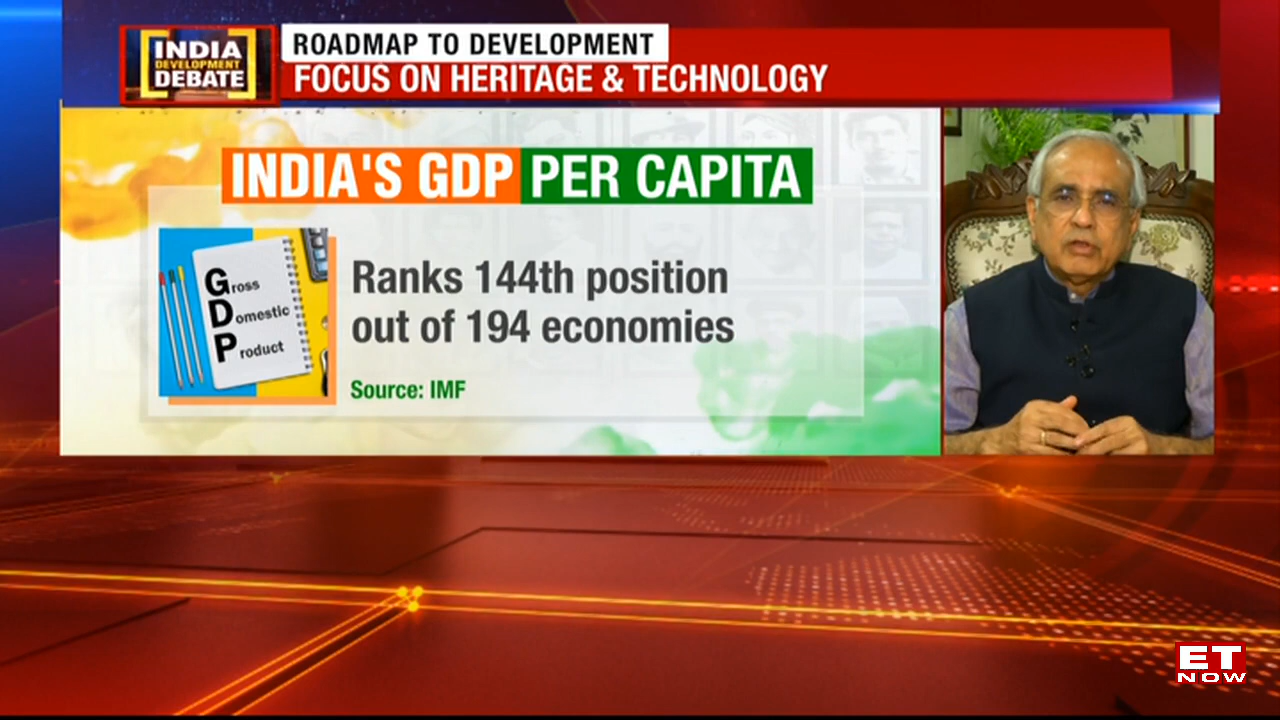 INDIA
DEVELOPMENT
DEBATE
ROADMAP TO DEVELOPMENT
FOCUS ON HERITAGE & TECHNOLOGY
INDIA'S GDP PER CAPITA
Gross
Domestic
Product
Ranks 144th position
out of 194 economies
Source: IMF
ET
NOW